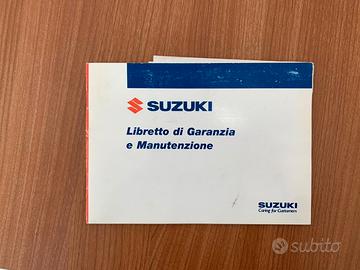 SUZUKI
Libretto di Garanzia
e Manutenzione
SUZUKI
Caring for Customers
subito